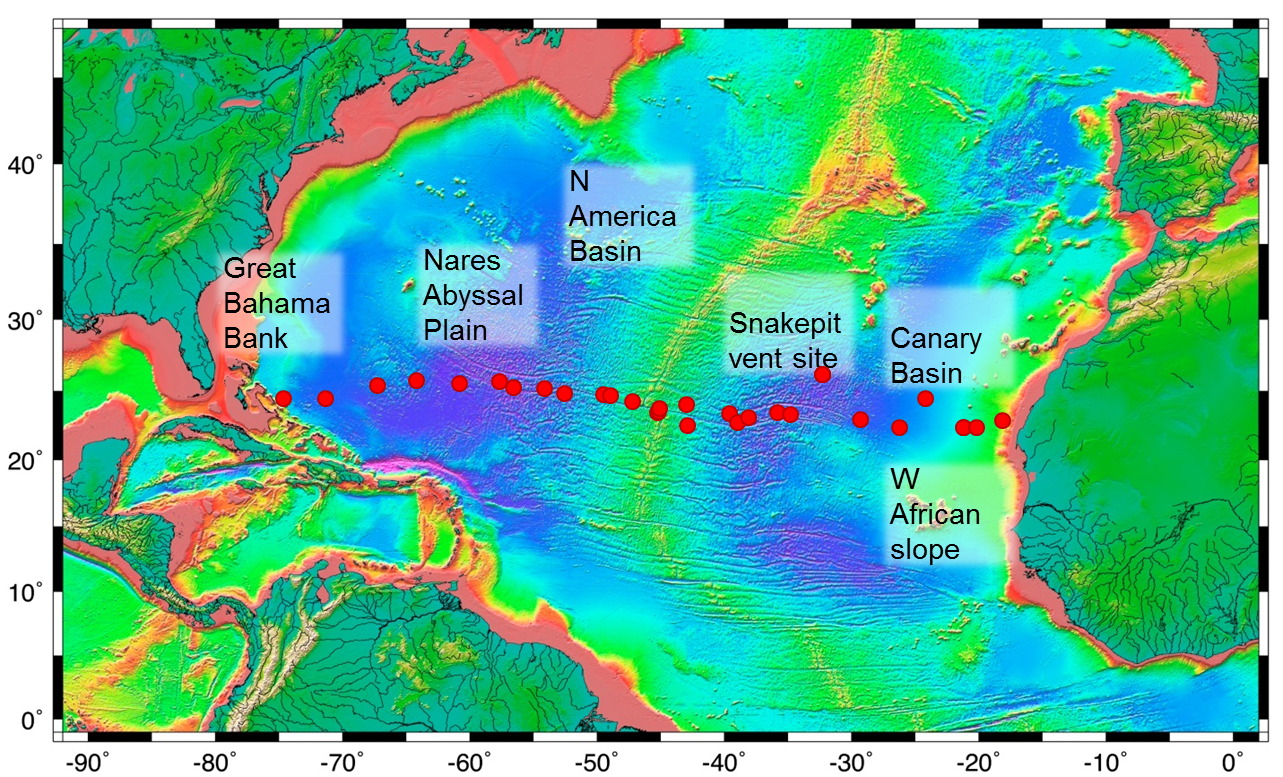 N
America
Basin
Great
Bahama
Bank
Nares
Abyssal
Plain
Snakepit
vent site
Canary
Basin
W
African
slope
40°
30°
20°
10°
0°
-90° -80° -70° -60° -50° -40° -30° -20° -10° 0°